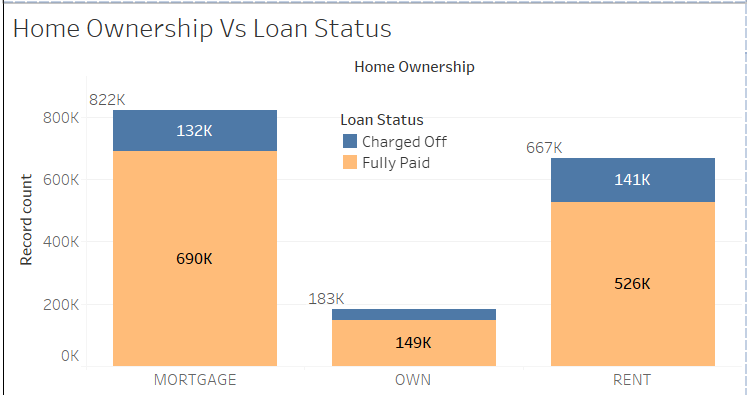 Home Ownership Vs Loan Status
Home Ownership
822K
800K
132K
Loan Status
Charged Off
Fully Paid
667K
141K
600K
Record count
690K
400K
526K
200K
183K
149K
0K
MORTGAGE
OWN
RENT